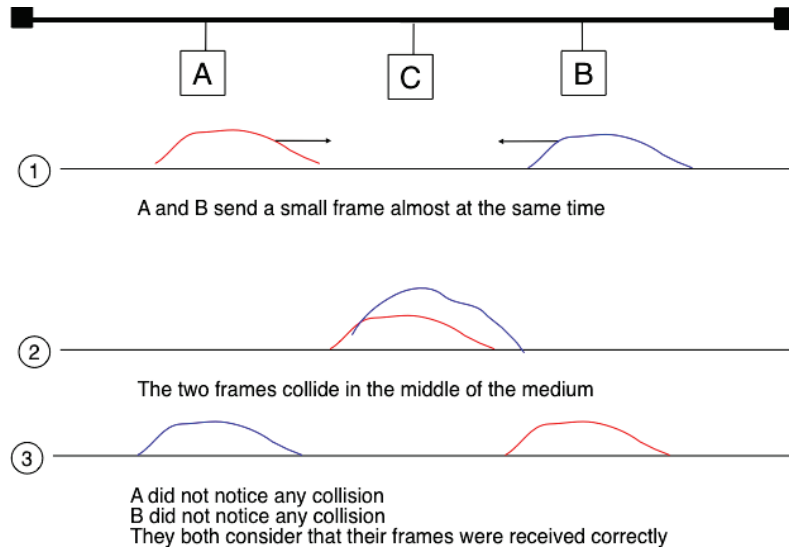 A
C
B
1
A and B send a small frame almost at the same time
2
The two frames collide in the middle of the medium
3
A did not notice any collision
B did not notice any collision
They both consider that their frames were received correctly